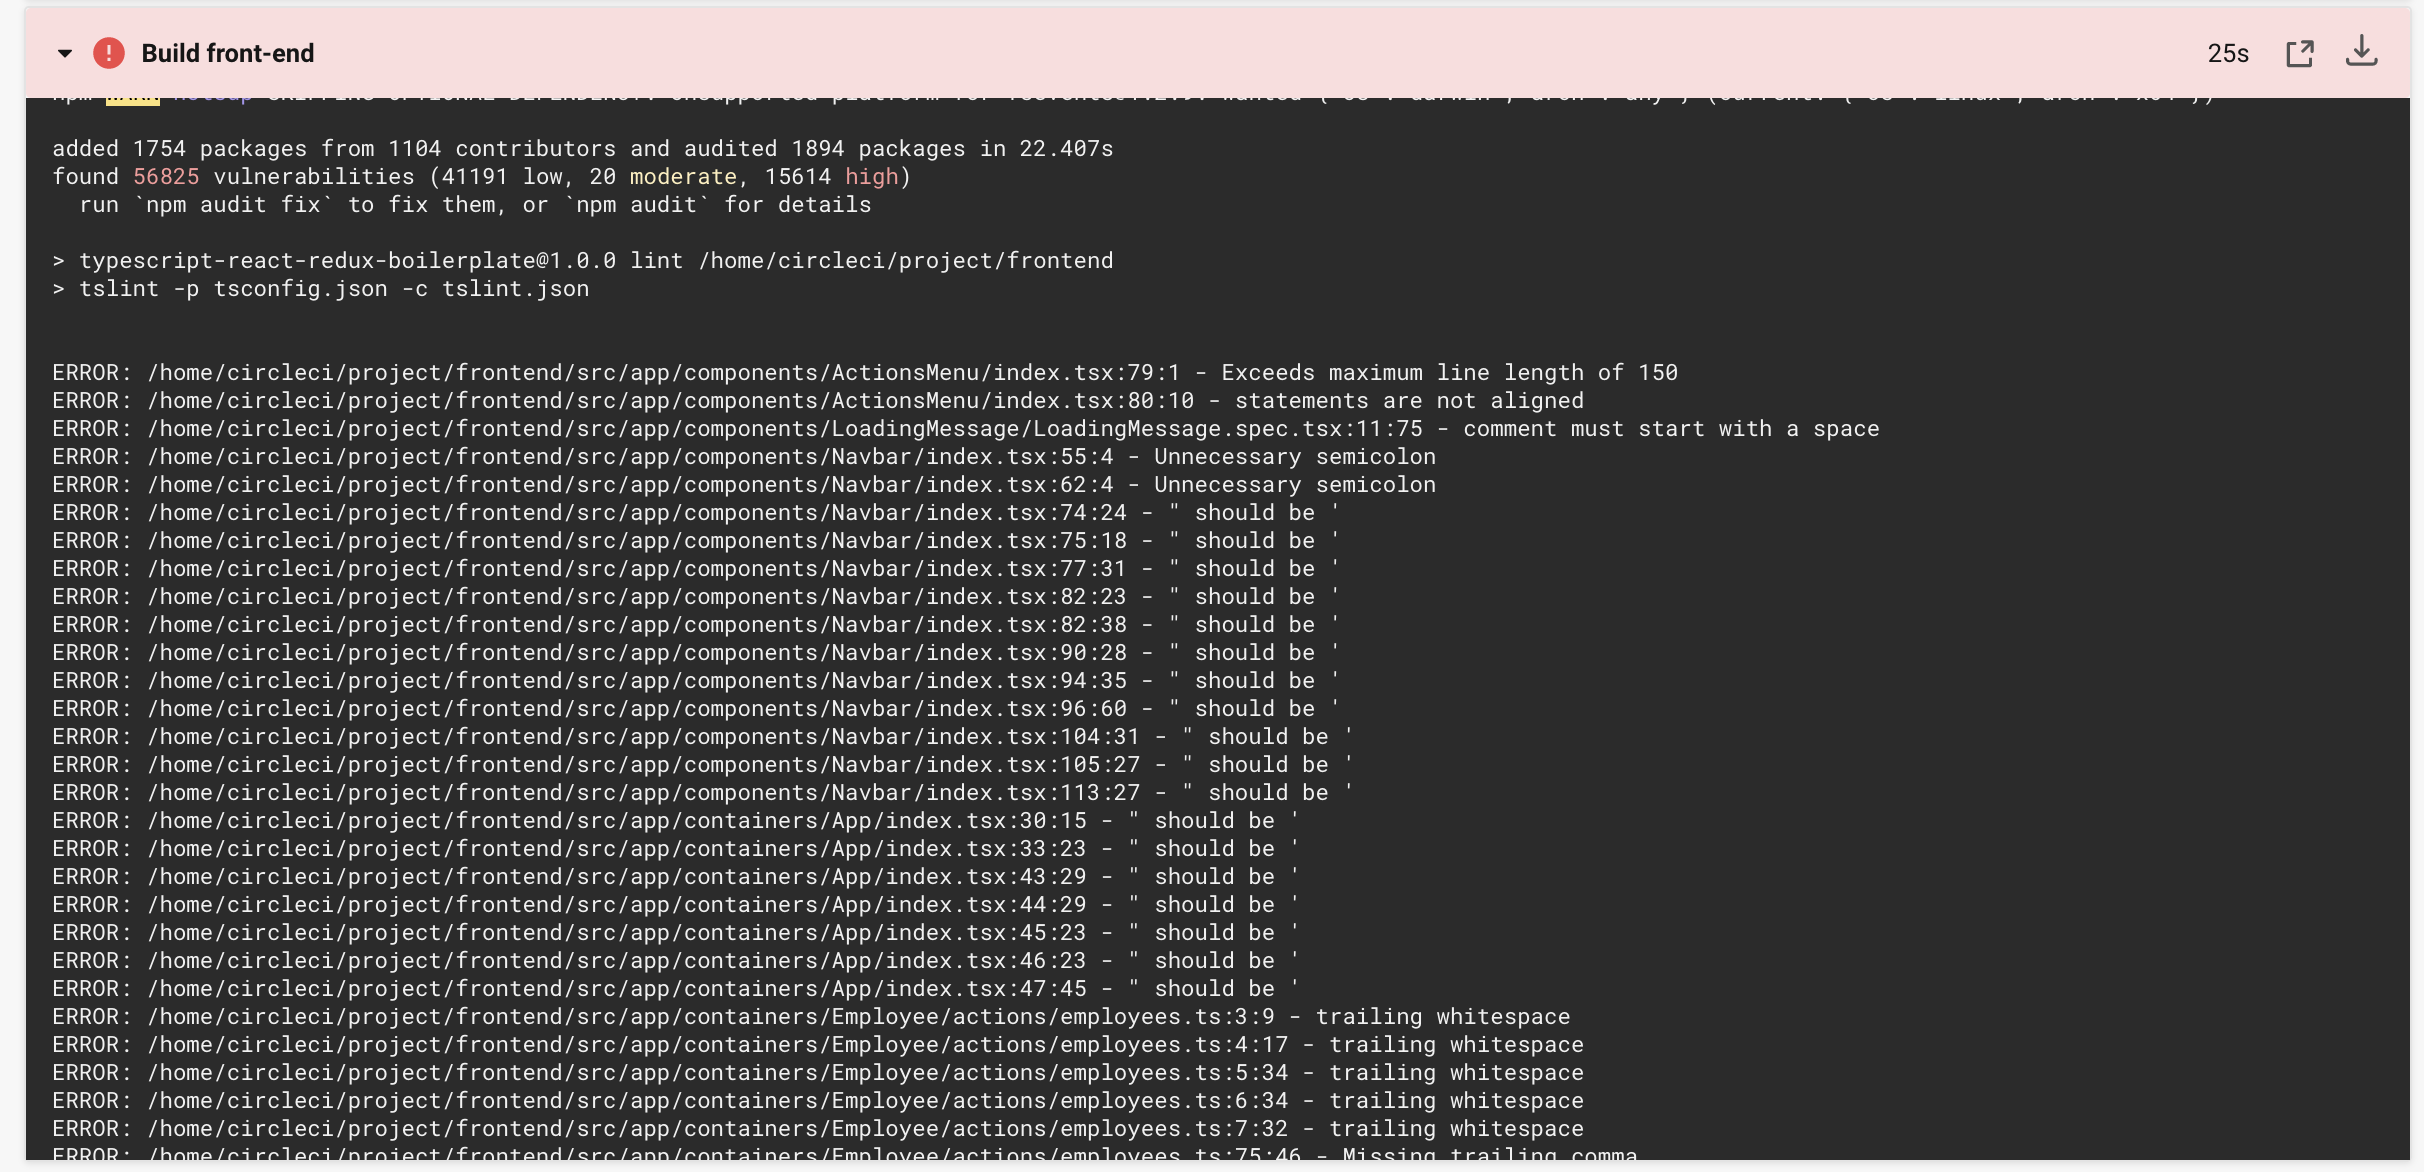 Build front-end
25s
added 1754 packages from 1104 contributors and audited 1894 packages in 22.407s
found 56825 vulnerabilities (41191 low, 20 moderate, 15614 high)
run `npm audit fix` to fix them, or `npm audit` for details
> typescript-react-redux-boilerplate@1.0.0 lint /home/circleci/project/frontend
> tslint -p tsconfig.json -c tslint.json
ERROR: /home/circleci/project/frontend/src/app/components/ActionsMenu/index.tsx:79:1 - Exceeds maximum line length of 150
ERROR: /home/circleci/project/frontend/src/app/components/ActionsMenu/index.tsx:80:10 - statements are not aligned
ERROR: /home/circleci/project/frontend/src/app/components/LoadingMessage/LoadingMessage.spec.tsx:11:75 - comment must start with a space
ERROR: /home/circleci/project/frontend/src/app/components/Navbar/index.tsx:55:4 - Unnecessary semicolon
ERROR: /home/circleci/project/frontend/src/app/components/Navbar/index.tsx:62:4 - Unnecessary semicolon
ERROR: /home/circleci/project/frontend/src/app/components/Navbar/index.tsx:74:24 - " should be '
ERROR: /home/circleci/project/frontend/src/app/components/Navbar/index.tsx:75:18 - " should be '
ERROR: /home/circleci/project/frontend/src/app/components/Navbar/index.tsx:77:31 - " should be '
ERROR: /home/circleci/project/frontend/src/app/components/Navbar/index.tsx:82:23 - " should be '
ERROR: /home/circleci/project/frontend/src/app/components/Navbar/index.tsx:82:38 - " should be '
ERROR: /home/circleci/project/frontend/src/app/components/Navbar/index.tsx:90:28 - " should be '
ERROR: /home/circleci/project/frontend/src/app/components/Navbar/index.tsx:94:35 - " should be '
ERROR: /home/circleci/project/frontend/src/app/components/Navbar/index.tsx:96:60 - " should be '
ERROR: /home/circleci/project/frontend/src/app/components/Navbar/index.tsx:104:31 - " should be '
ERROR: /home/circleci/project/frontend/src/app/components/Navbar/index.tsx:105:27 - " should be '
ERROR: /home/circleci/project/frontend/src/app/components/Navbar/index.tsx:113:27 - " should be '
ERROR: /home/circleci/project/frontend/src/app/containers/App/index.tsx:30:15 - " should be '
ERROR: /home/circleci/project/frontend/src/app/containers/App/index.tsx:33:23 - " should be '
ERROR: /home/circleci/project/frontend/src/app/containers/App/index.tsx:43:29 - " should be '
ERROR: /home/circleci/project/frontend/src/app/containers/App/index.tsx:44:29 - " should be '
ERROR: /home/circleci/project/frontend/src/app/containers/App/index.tsx:45:23 - " should be '
ERROR: /home/circleci/project/frontend/src/app/containers/App/index.tsx:46:23 - " should be '
ERROR: /home/circleci/project/frontend/src/app/containers/App/index.tsx:47:45 - " should be '
ERROR: /home/circleci/project/frontend/src/app/containers/Employee/actions/employees.ts:3:9 - trailing whitespace
ERROR: /home/circleci/project/frontend/src/app/containers/Employee/actions/employees.ts:4:17 - trailing whitespace
ERROR: /home/circleci/project/frontend/src/app/containers/Employee/actions/employees.ts:5:34 - trailing whitespace
ERROR: /home/circleci/project/frontend/src/app/containers/Employee/actions/employees.ts:6:34 - trailing whitespace
ERROR: /home/circleci/project/frontend/src/app/containers/Employee/actions/employees.ts:7:32 - trailing whitespace
ERROR: /home/circleci/project/frontend/src/app/containers/Employee/actions/employees.ts:75:46 - Missing trailing comma